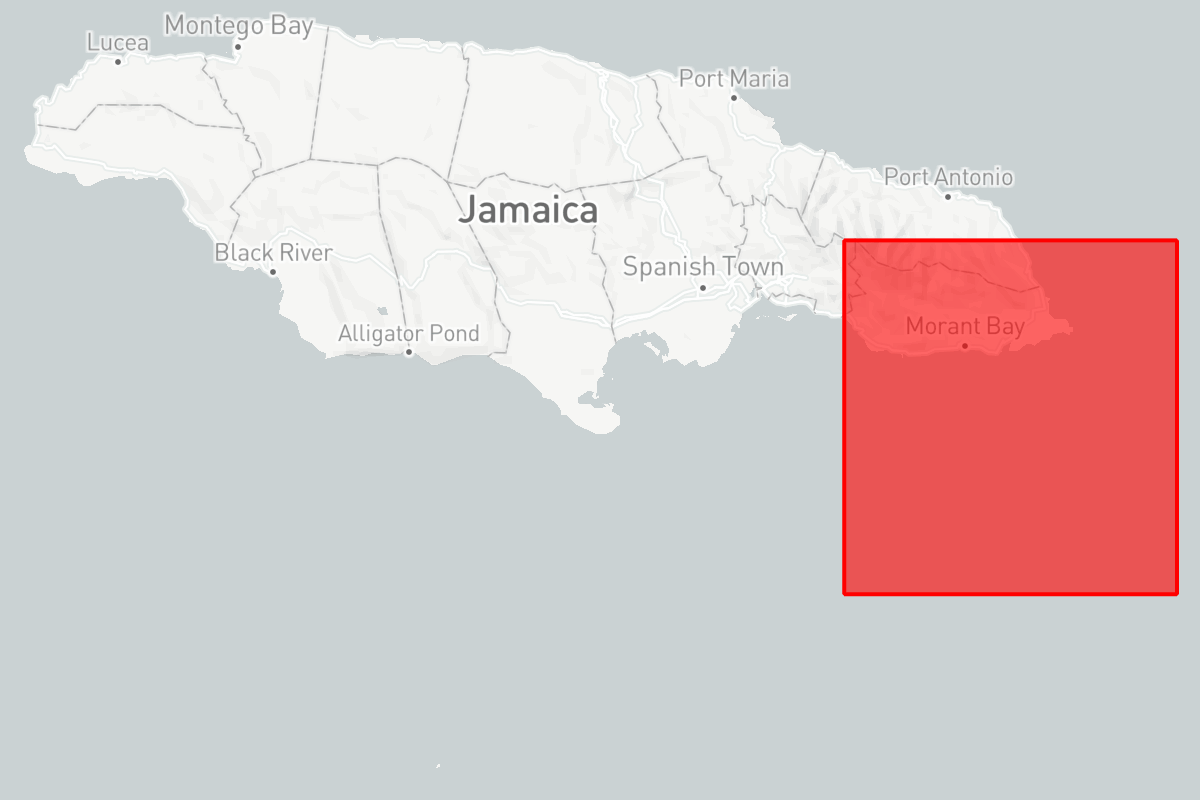 Montego Bay
Lucea
Port Maria
Port Antonio
Jamaica
Black River
Spanish Town
Morant Bay
Alligator Pond